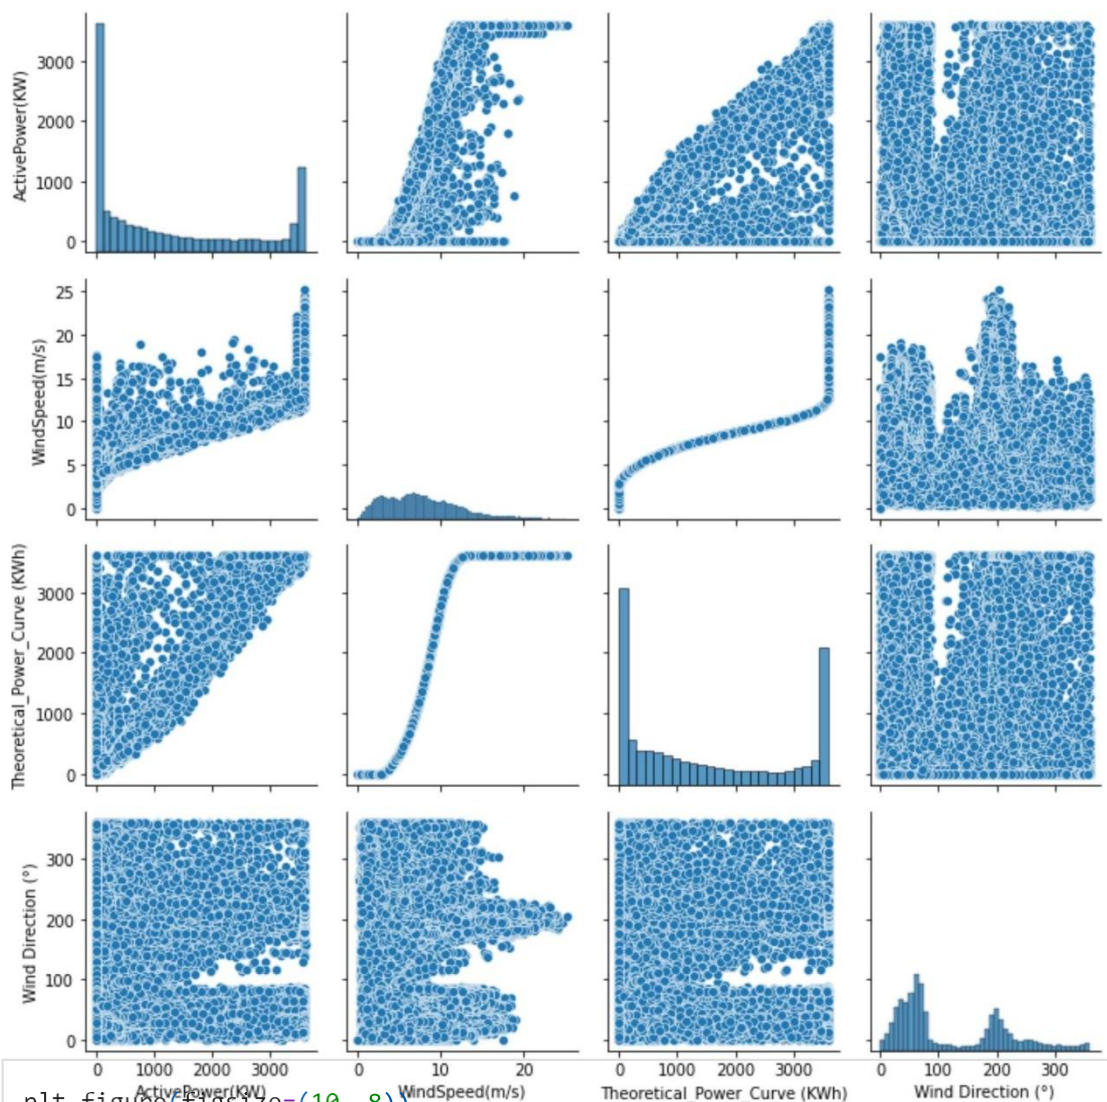 ActivePower(KW)
3000
2000
1000
0
WindSpeed(m/s)
25
20
15
10
5
0
Theoretical_Power_Curve (KWh)
3000
2000
1000
0
Wind Direction (°)
300
200
100
0
0 1000 2000 3000 0 10 20 0 1000 2000 3000 0 100 200 300
ActivePower(KW) WindSpeed(m/s) Theoretical_Power_Curve (KWh) Wind Direction (°)
plt.figure(figsize=(10, 8))